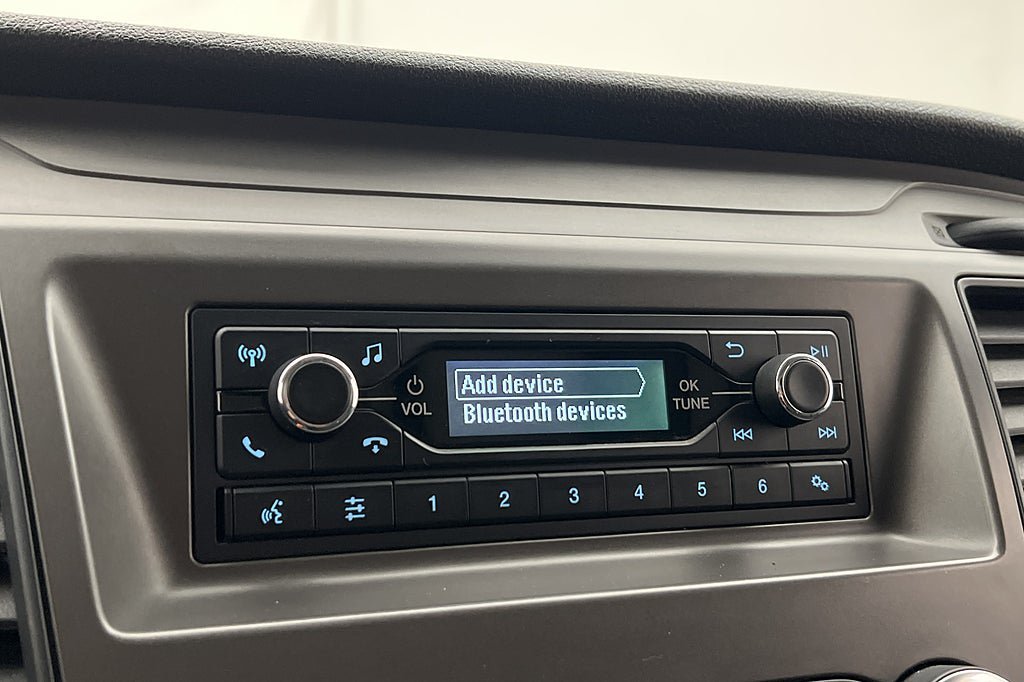 Add device
Bluetooth devices
VOL
OK
TUNE
1 2 3 4 5 6